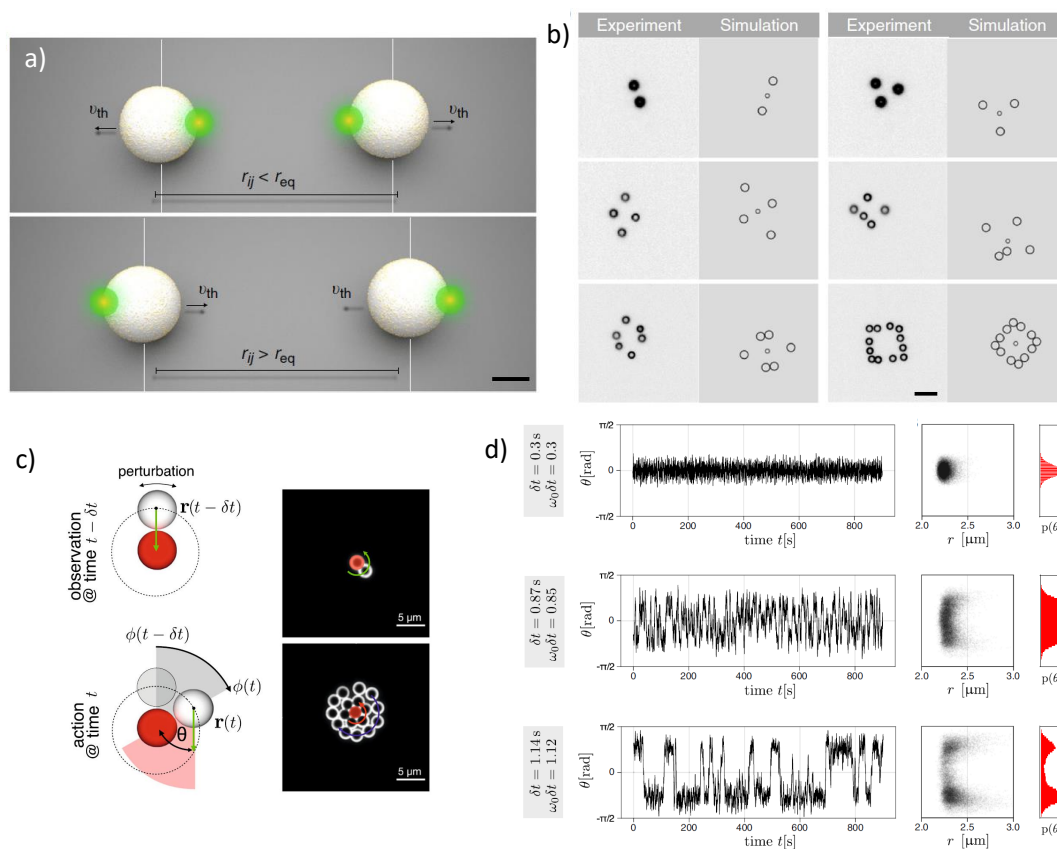 a)
υth
υth
rij < req
υth
υth
rij > req
b)
Experiment
Simulation
Experiment
Simulation
c)
perturbation
observation
@ time t − δt
r(t − δt)
5 μm
ϕ(t − δt)
ϕ(t)
action
@ time t
r(t)
θ
5 μm
d)
δt = 0.3 s
ω0δt = 0.3
θ[rad]
π/2
0
-π/2
0 200 400 600 800
time t[s]
2.0 2.5 3.0
r [μm]
p(θ
δt = 0.87 s
ω0δt = 0.85
θ[rad]
π/2
0
-π/2
0 200 400 600 800
time t[s]
2.0 2.5 3.0
r [μm]
p(θ
δt = 1.14 s
ω0δt = 1.12
θ[rad]
π/2
0
-π/2
0 200 400 600 800
time t[s]
2.0 2.5 3.0
r [μm]
p(θ